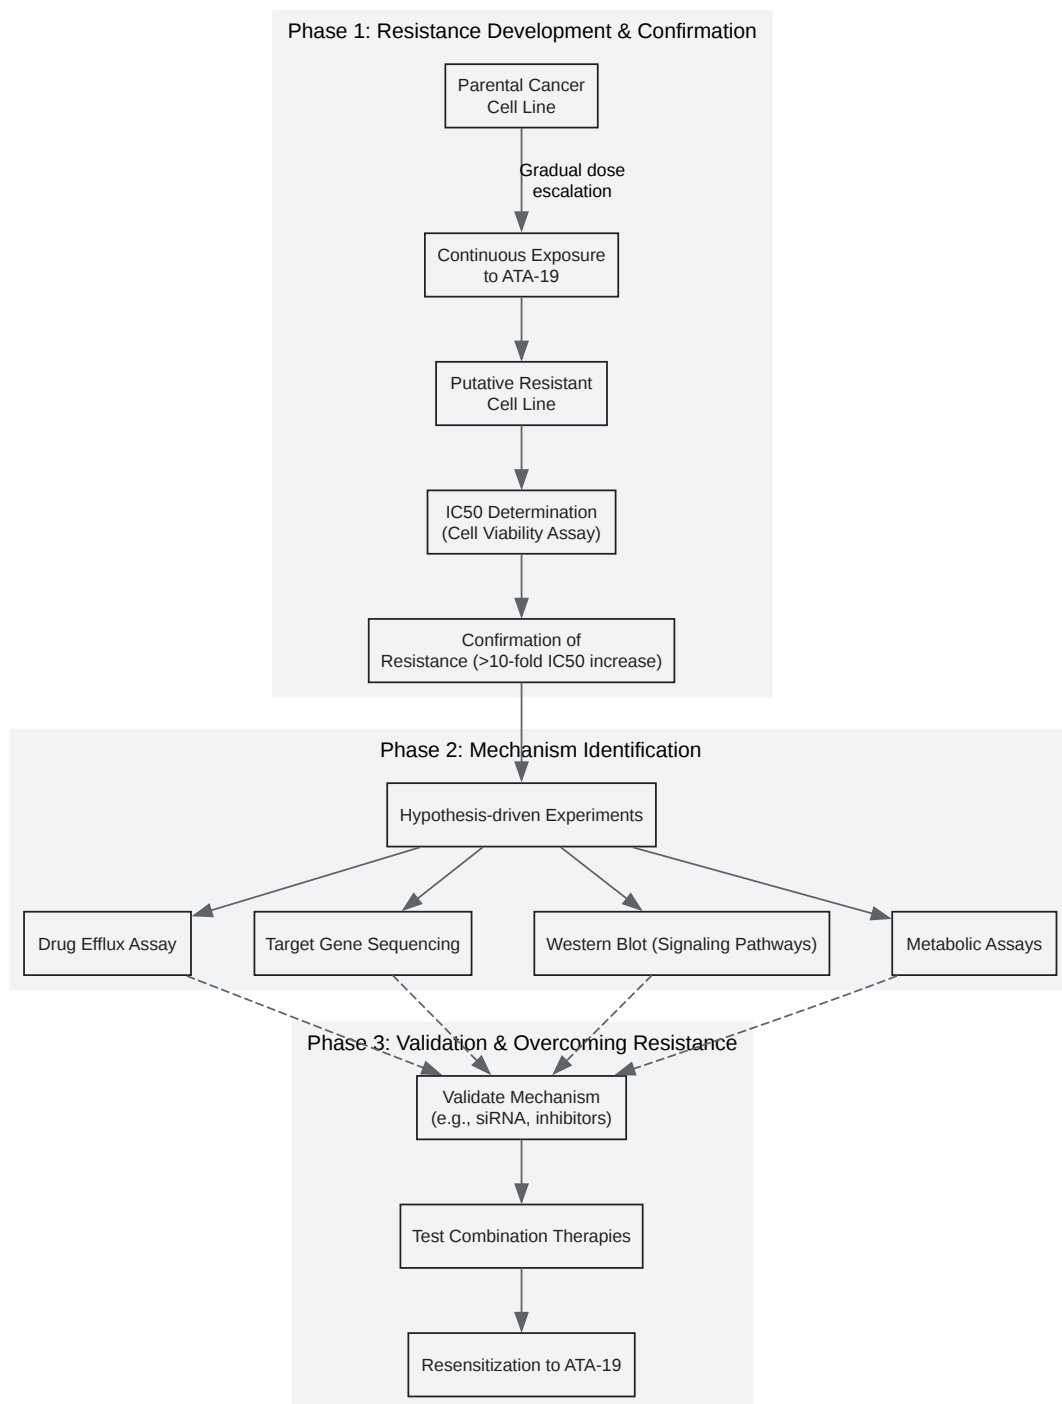 Phase 1: Resistance Development & Confirmation
Parental Cancer
Cell Line
Gradual dose
escalation
Continuous Exposure
to ATA-19
Putative Resistant
Cell Line
IC50 Determination
(Cell Viability Assay)
Confirmation of
Resistance (>10-fold IC50 increase)
Phase 2: Mechanism Identification
Hypothesis-driven Experiments
Drug Efflux Assay
Target Gene Sequencing
Western Blot (Signaling Pathways)
Metabolic Assays
Phase 3: Validation & Overcoming Resistance
Validate Mechanism
(e.g., siRNA, inhibitors)
Test Combination Therapies
Resensitization to ATA-19